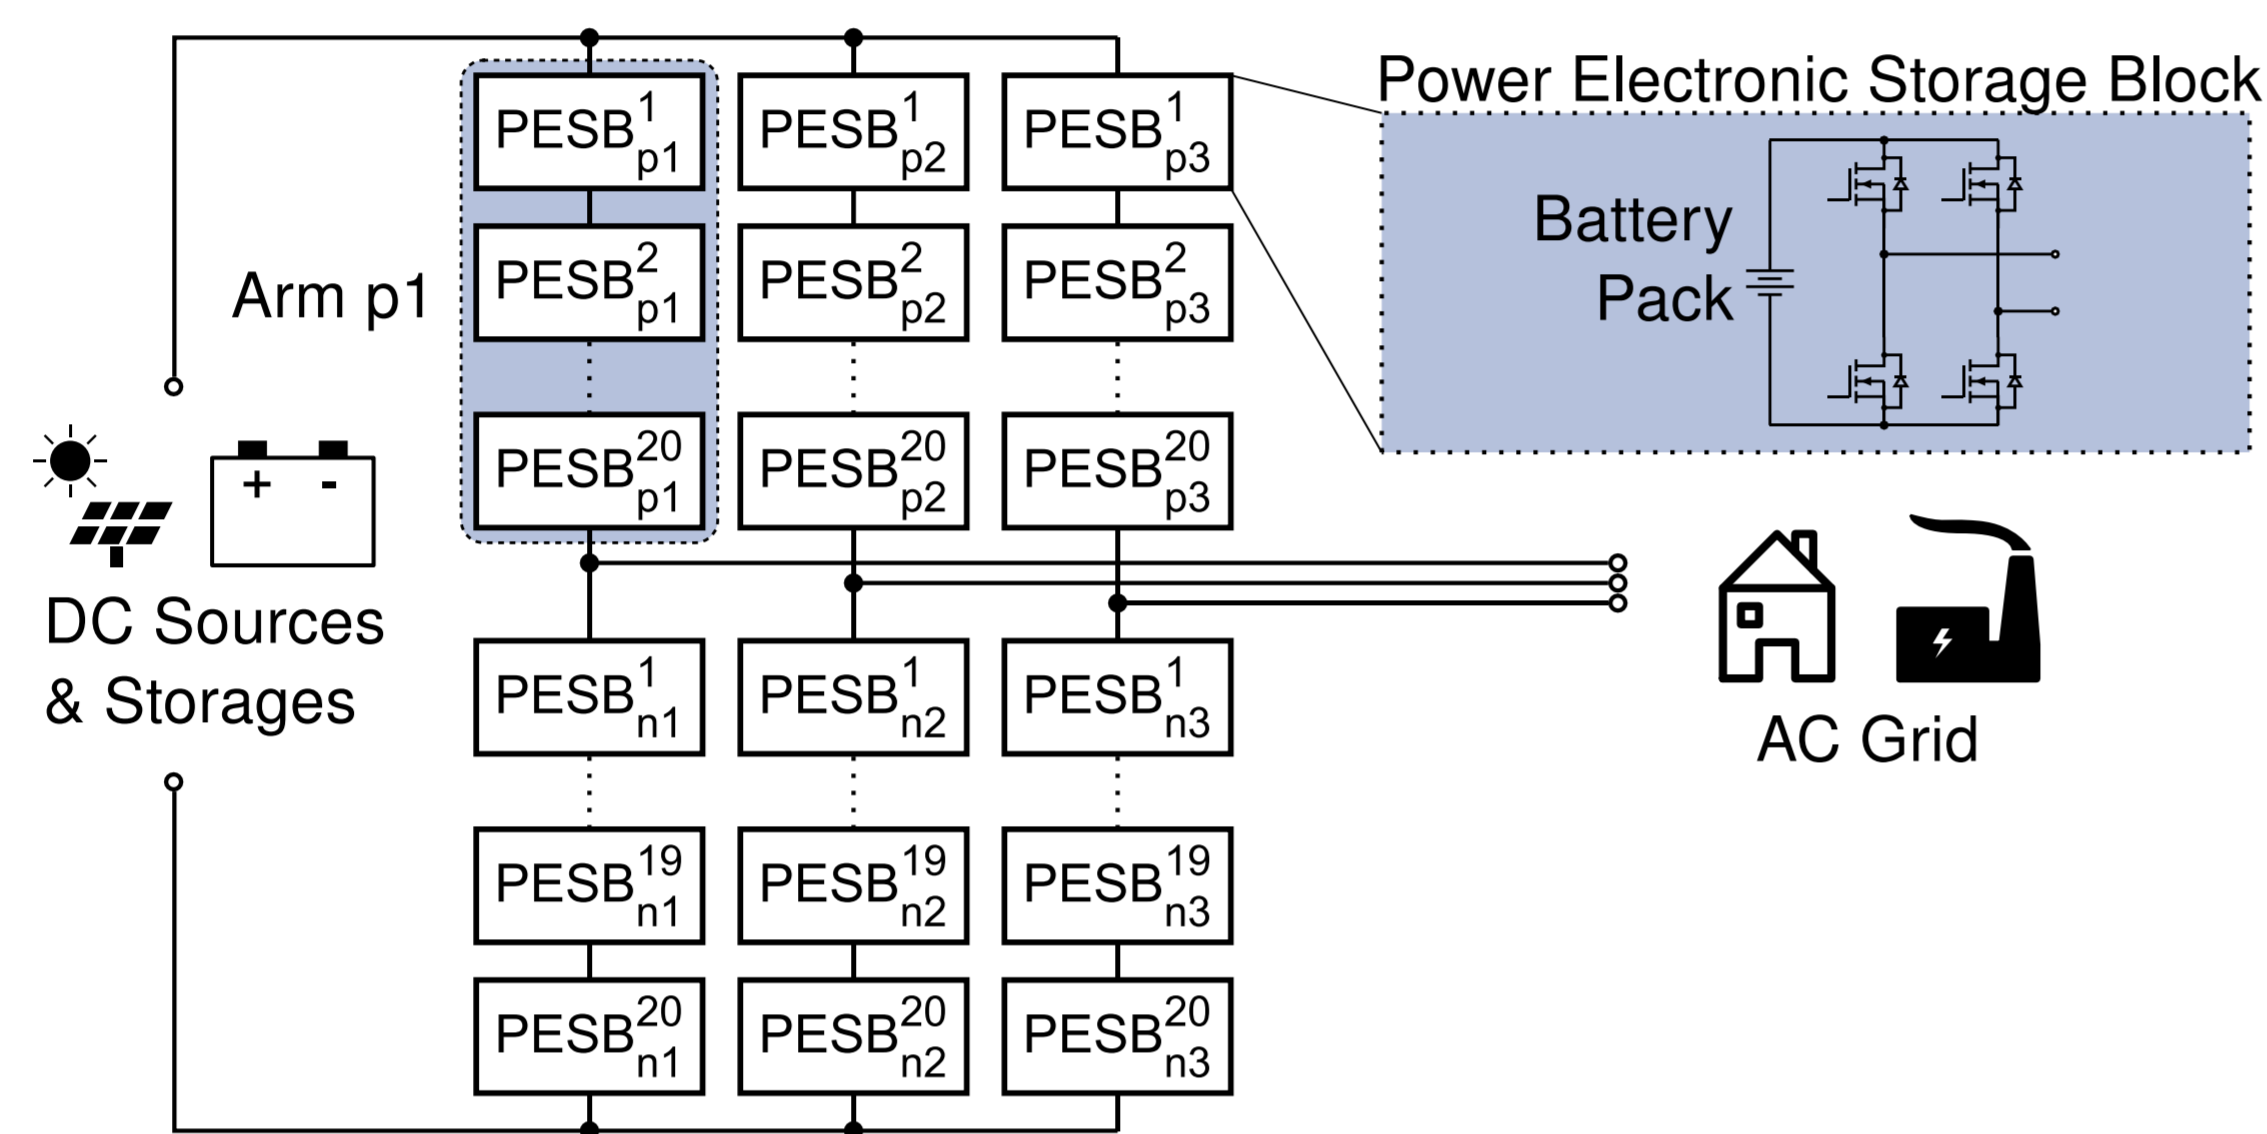 Power Electronic Storage Block
PESB^1_p1 PESB^1_p2 PESB^1_p3
Battery
Pack
Arm p1
PESB^2_p1 PESB^2_p2 PESB^2_p3
PESB^20_p1 PESB^20_p2 PESB^20_p3
+ -
DC Sources
& Storages
PESB^1_n1 PESB^1_n2 PESB^1_n3
AC Grid
PESB^19_n1 PESB^19_n2 PESB^19_n3
PESB^20_n1 PESB^20_n2 PESB^20_n3